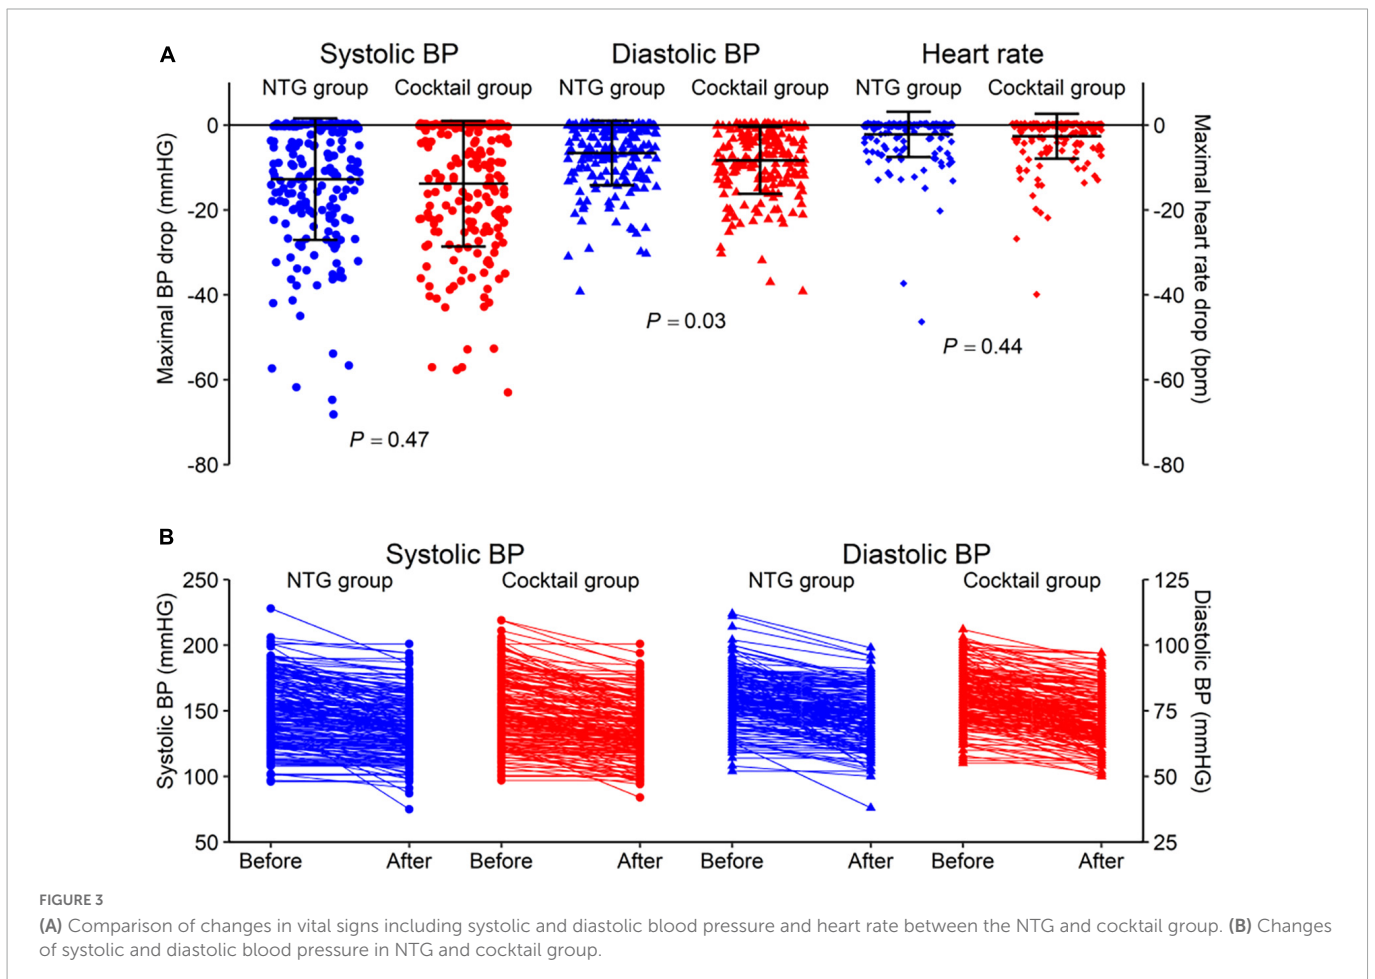 A
Systolic BP Diastolic BP Heart rate
NTG group Cocktail group NTG group Cocktail group NTG group Cocktail group
Maximal BP drop (mmHG)
0
-20
-40
-60
-80
P = 0.47
P = 0.03
P = 0.44
0
-20
-40
-60
-80
Maximal heart rate drop (bpm)
B
Systolic BP Diastolic BP
NTG group Cocktail group NTG group Cocktail group
Systolic BP (mmHG)
250
200
150
100
50
125
100
75
50
25
Diastolic BP (mmHG)
Before After Before After Before After Before After
FIGURE 3
(A) Comparison of changes in vital signs including systolic and diastolic blood pressure and heart rate between the NTG and cocktail group. (B) Changes
of systolic and diastolic blood pressure in NTG and cocktail group.